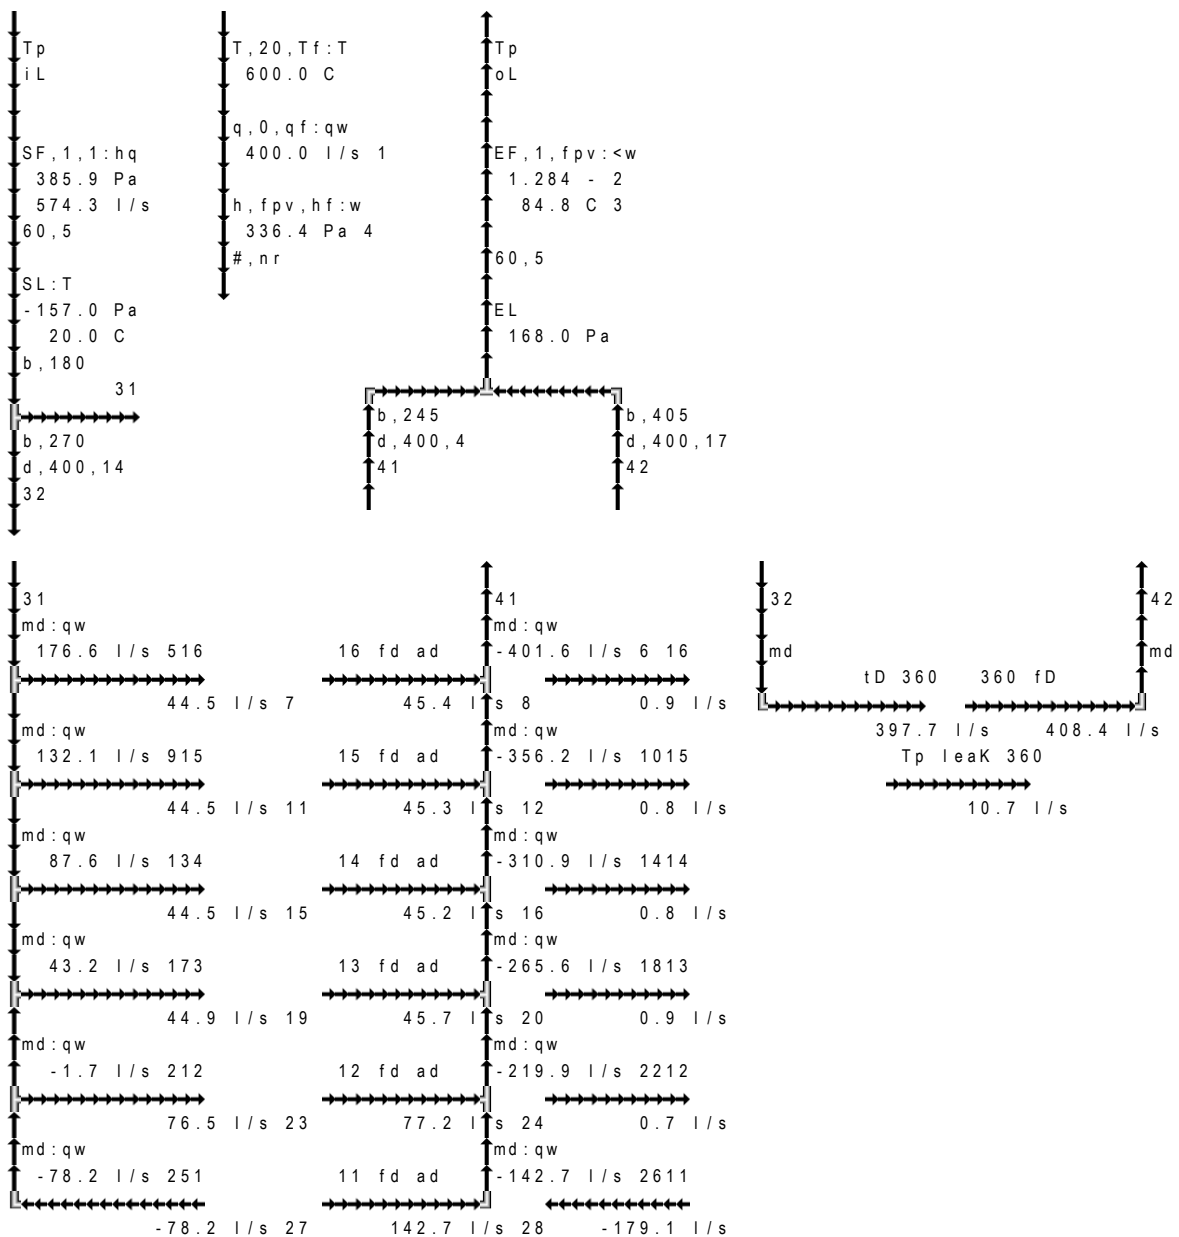 Tp
iL
SF,1,1:hq
385.9 Pa
574.3 l/s
60,5
SL:T
-157.0 Pa
20.0 C
b,180
31
b,270
d,400,14
32
T,20,Tf:T
600.0 C
q,0,qf:qw
400.0 l/s 1
h,fpv,hf:w
336.4 Pa 4
#,nr
Tp
oL
EF,1,fpv:<w
1.284 - 2
84.8 C 3
60,5
EL
168.0 Pa
b,245
d,400,4
41
b,405
d,400,17
42
31
41
32
42
md:qw
md:qw
176.6 l/s 516
16 fd ad
-401.6 l/s 6 16
md
md
tD 360
360 fD
44.5 l/s 7
45.4 l/s 8
0.9 l/s
397.7 l/s
408.4 l/s
md:qw
md:qw
132.1 l/s 915
15 fd ad
-356.2 l/s 1015
Tp leaK 360
44.5 l/s 11
45.3 l/s 12
0.8 l/s
10.7 l/s
md:qw
md:qw
87.6 l/s 134
14 fd ad
-310.9 l/s 1414
44.5 l/s 15
45.2 l/s 16
0.8 l/s
md:qw
md:qw
43.2 l/s 173
13 fd ad
-265.6 l/s 1813
44.9 l/s 19
45.7 l/s 20
0.9 l/s
md:qw
md:qw
-1.7 l/s 212
12 fd ad
-219.9 l/s 2212
76.5 l/s 23
77.2 l/s 24
0.7 l/s
md:qw
md:qw
-78.2 l/s 251
11 fd ad
-142.7 l/s 2611
-78.2 l/s 27
142.7 l/s 28
-179.1 l/s